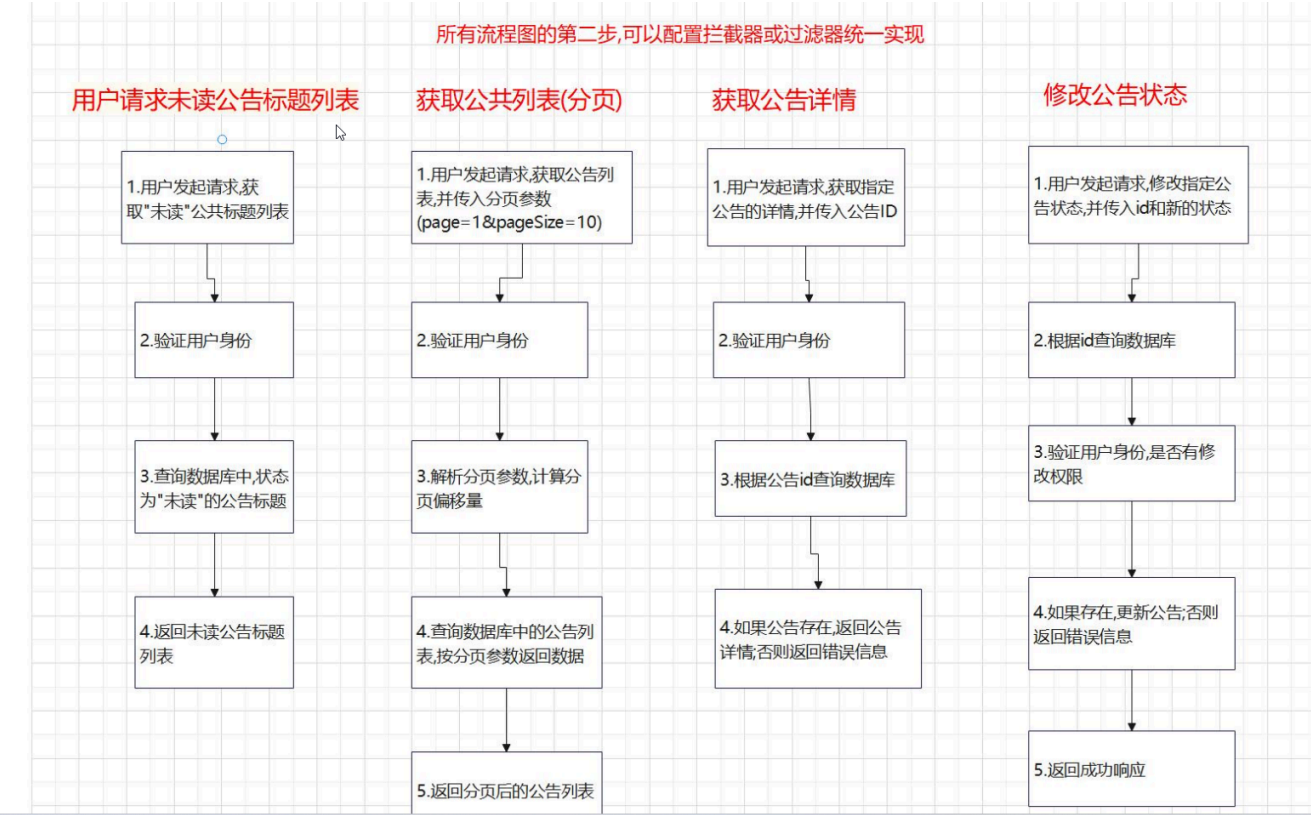 所有流程图的第二步,可以配置拦截器或过滤器统一实现
用户请求未读公告标题列表
1.用户发起请求,获
取"未读"公共标题列表
2.验证用户身份
3.查询数据库中,状态
为"未读"的公告标题
4.返回未读公告标题
列表
获取公共列表(分页)
1.用户发起请求,获取公告列
表,并传入分页参数
(page=1&pageSize=10)
2.验证用户身份
3.解析分页参数,计算分
页偏移量
4.查询数据库中的公告列
表,按分页参数返回数据
5.返回分页后的公告列表
获取公告详情
1.用户发起请求,获取指定
公告的详情,并传入公告ID
2.验证用户身份
3.根据公告id查询数据库
4.如果公告存在,返回公告
详情;否则返回错误信息
修改公告状态
1.用户发起请求,修改指定公
告状态,并传入id和新的状态
2.根据id查询数据库
3.验证用户身份,是否有修
改权限
4.如果存在,更新公告;否则
返回错误信息
5.返回成功响应